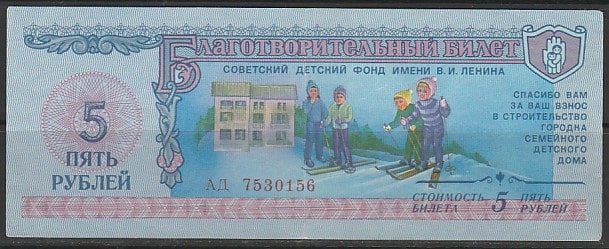 БЛАГОТВОРИТЕЛЬНЫЙ БИЛЕТ
СОВЕТСКИЙ ДЕТСКИЙ ФОНД ИМЕНИ В.И.ЛЕНИНА
5
ПЯТЬ
РУБЛЕЙ
СПАСИБО ВАМ
ЗА ВАШ ВЗНОС
В СТРОИТЕЛЬСТВО
ГОРОДКА
СЕМЕЙНОГО
ДЕТСКОГО
ДОМА
АД 7530156
СТОИМОСТЬ БИЛЕТА 5 ПЯТЬ РУБЛЕЙ